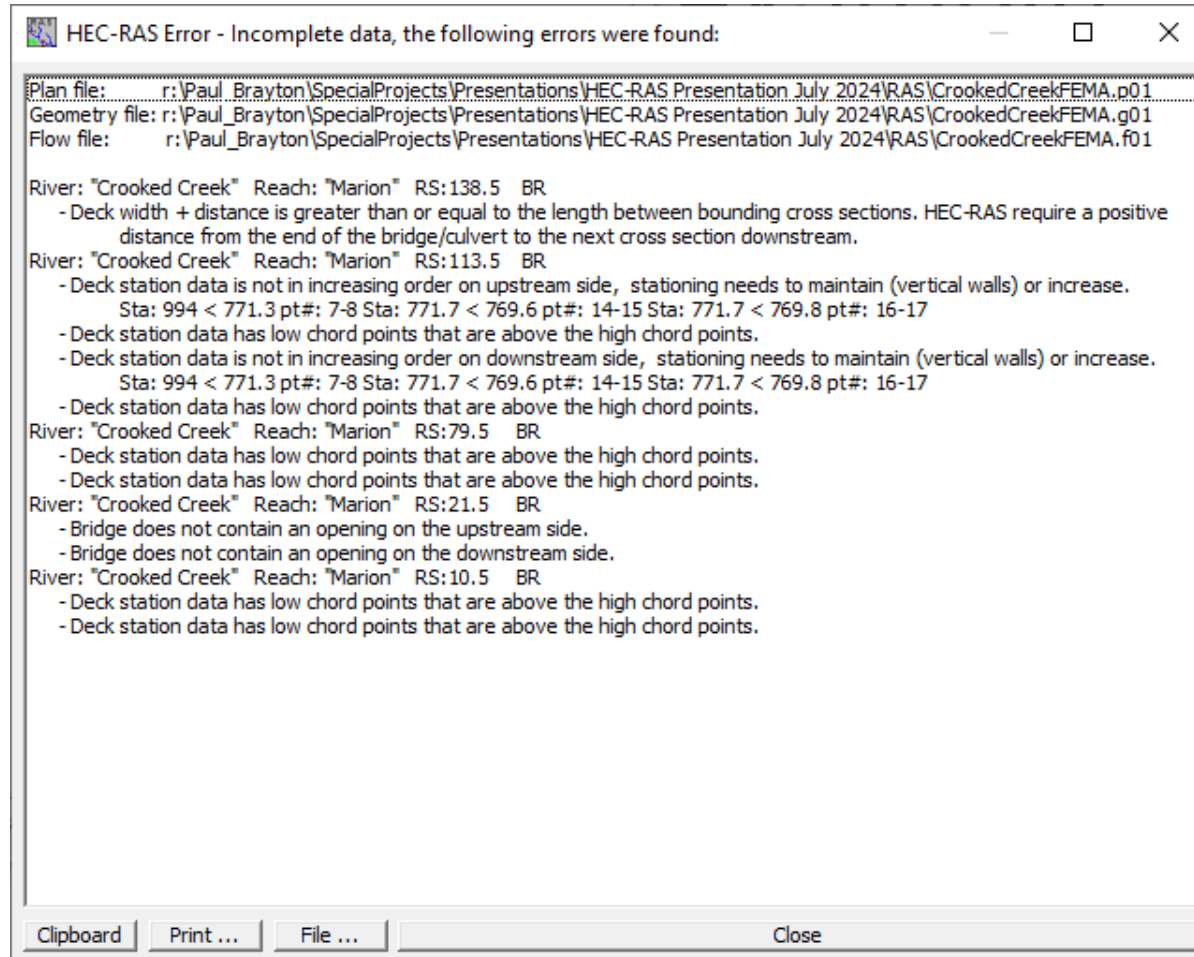 HEC-RAS Error - Incomplete data, the following errors were found:
Plan file: r:\Paul_Brayton\SpecialProjects\Presentations\HEC-RAS Presentation July 2024\RAS\CrookedCreekFEMA.p01
Geometry file: r:\Paul_Brayton\SpecialProjects\Presentations\HEC-RAS Presentation July 2024\RAS\CrookedCreekFEMA.g01
Flow file: r:\Paul_Brayton\SpecialProjects\Presentations\HEC-RAS Presentation July 2024\RAS\CrookedCreekFEMA.f01
River: "Crooked Creek" Reach: "Marion" RS:138.5 BR
- Deck width + distance is greater than or equal to the length between bounding cross sections. HEC-RAS require a positive
distance from the end of the bridge/culvert to the next cross section downstream.
River: "Crooked Creek" Reach: "Marion" RS:113.5 BR
- Deck station data is not in increasing order on upstream side, stationing needs to maintain (vertical walls) or increase.
Sta: 994 < 771.3 pt#: 7-8 Sta: 771.7 < 769.6 pt#: 14-15 Sta: 771.7 < 769.8 pt#: 16-17
- Deck station data has low chord points that are above the high chord points.
- Deck station data is not in increasing order on downstream side, stationing needs to maintain (vertical walls) or increase.
Sta: 994 < 771.3 pt#: 7-8 Sta: 771.7 < 769.6 pt#: 14-15 Sta: 771.7 < 769.8 pt#: 16-17
- Deck station data has low chord points that are above the high chord points.
River: "Crooked Creek" Reach: "Marion" RS:79.5 BR
- Deck station data has low chord points that are above the high chord points.
- Deck station data has low chord points that are above the high chord points.
River: "Crooked Creek" Reach: "Marion" RS:21.5 BR
- Bridge does not contain an opening on the upstream side.
- Bridge does not contain an opening on the downstream side.
River: "Crooked Creek" Reach: "Marion" RS:10.5 BR
- Deck station data has low chord points that are above the high chord points.
- Deck station data has low chord points that are above the high chord points.
Clipboard Print ... File ... Close